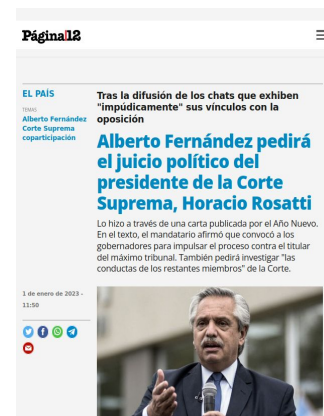 Página 12
EL PAÍS
TEMAS
Alberto Fernández
Corte Suprema
coparticipación
Tras la difusión de los chats que exhiben
"impúdicamente" sus vínculos con la
oposición
Alberto Fernández pedirá
el juicio político del
presidente de la Corte
Suprema, Horacio Rosatti
Lo hizo a través de una carta publicada por el Año Nuevo.
En el texto, el mandatario afirmó que convocó a los
gobernadores para impulsar el proceso contra el titular
del máximo tribunal. También pedirá investigar "las
conductas de los restantes miembros" de la Corte.
1 de enero de 2023 -
11:50